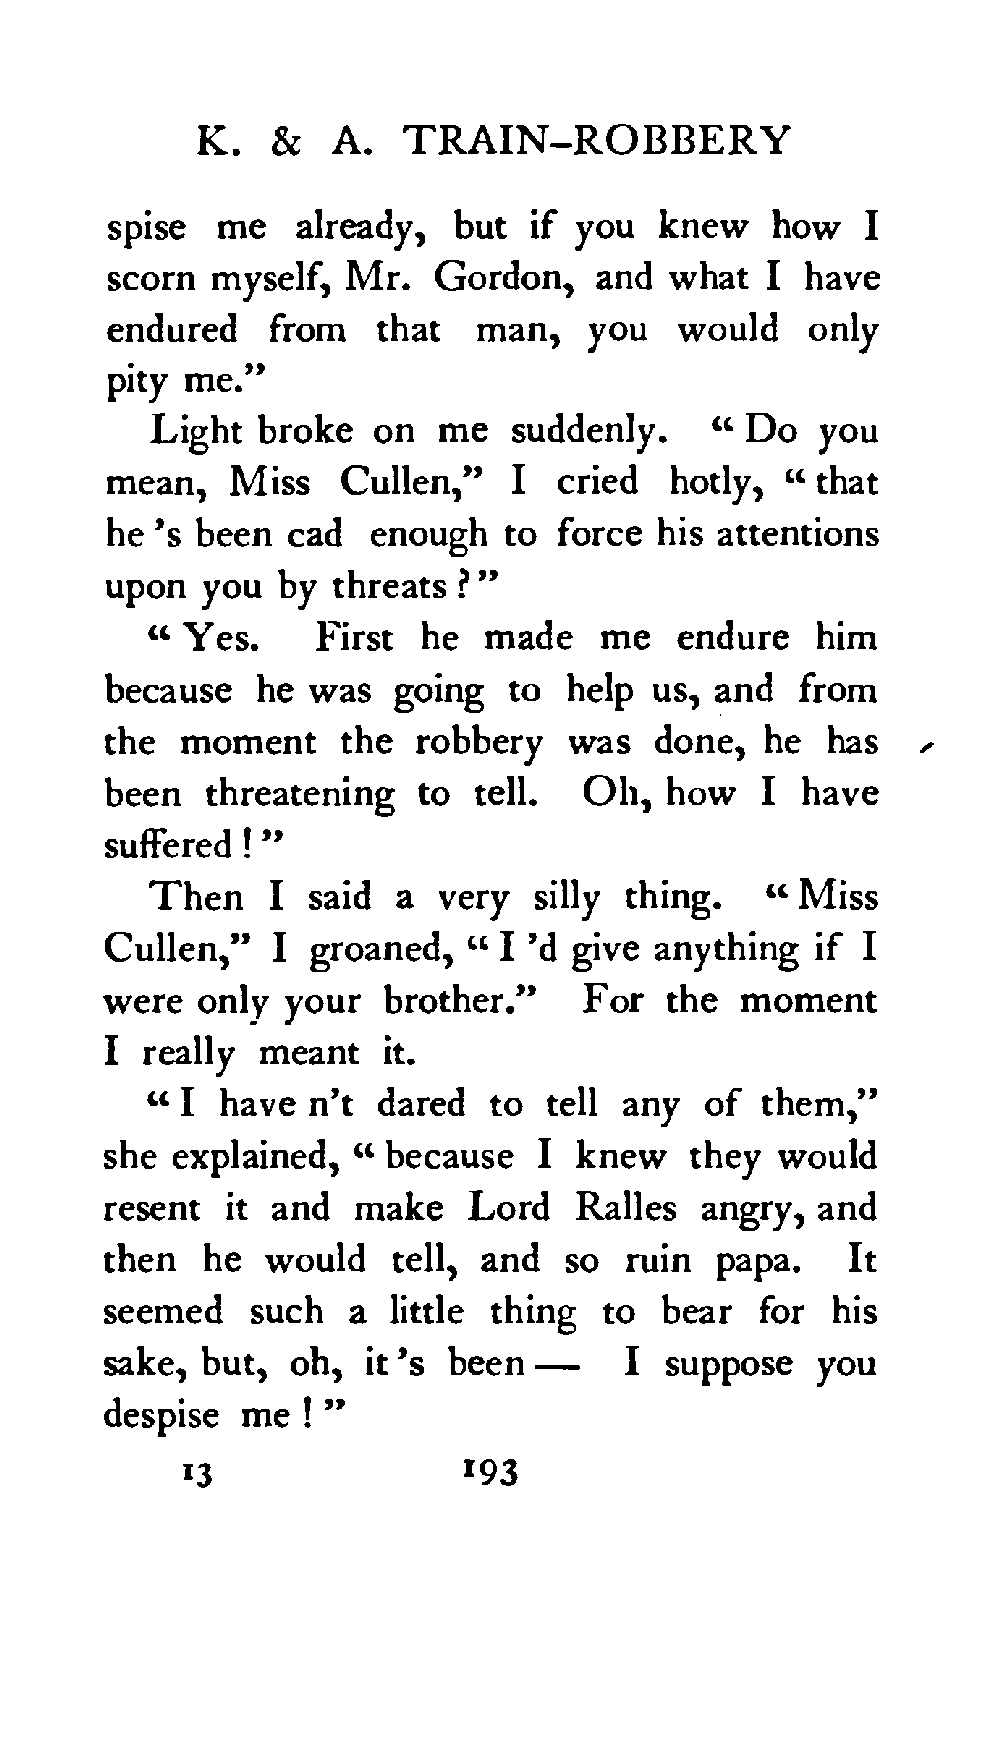 K. & A. TRAIN-ROBBERY
spise me already, but if you knew how I
scorn myself, Mr. Gordon, and what I have
endured from that man, you would only
pity me."
Light broke on me suddenly. " Do you
mean, Miss Cullen," I cried hotly, " that
he 's been cad enough to force his attentions
upon you by threats ? "
" Yes. First he made me endure him
because he was going to help us, and from
the moment the robbery was done, he has
been threatening to tell. Oh, how I have
suffered ! "
Then I said a very silly thing. " Miss
Cullen," I groaned, " I 'd give anything if I
were only your brother." For the moment
I really meant it.
" I have n't dared to tell any of them,"
she explained, " because I knew they would
resent it and make Lord Ralles angry, and
then he would tell, and so ruin papa. It
seemed such a little thing to bear for his
sake, but, oh, it 's been — I suppose you
despise me ! "
13 193